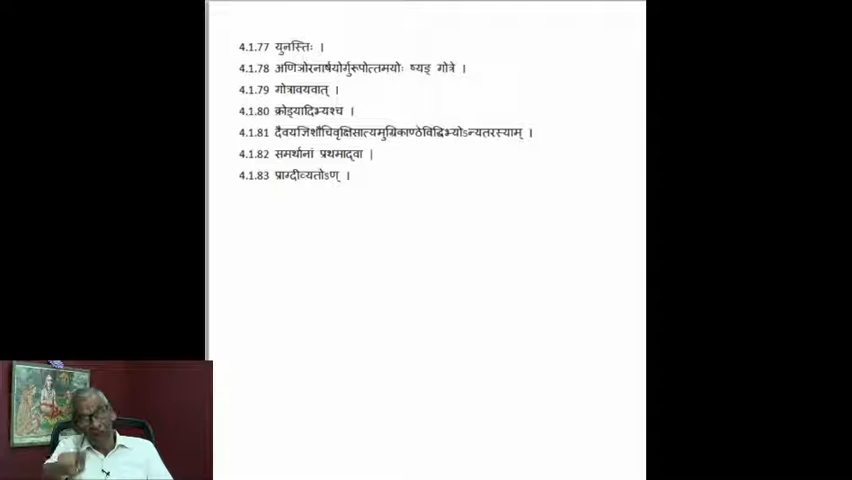 4.1.77 युनस्तिः ।
4.1.78 अणिञोरनार्षयोर्गुरूपोत्तमयोः ष्यङ् गोत्रे ।
4.1.79 गोत्रावयवात् ।
4.1.80 क्रोड्यादिभ्यश्च ।
4.1.81 दैवयज्ञिशौचिवृक्षिसात्यमुग्रिकाण्ठेविद्धिभ्योऽन्यतरस्याम् ।
4.1.82 समर्थानां प्रथमाद्वा |
4.1.83 प्राग्दीव्यतोऽण् ।